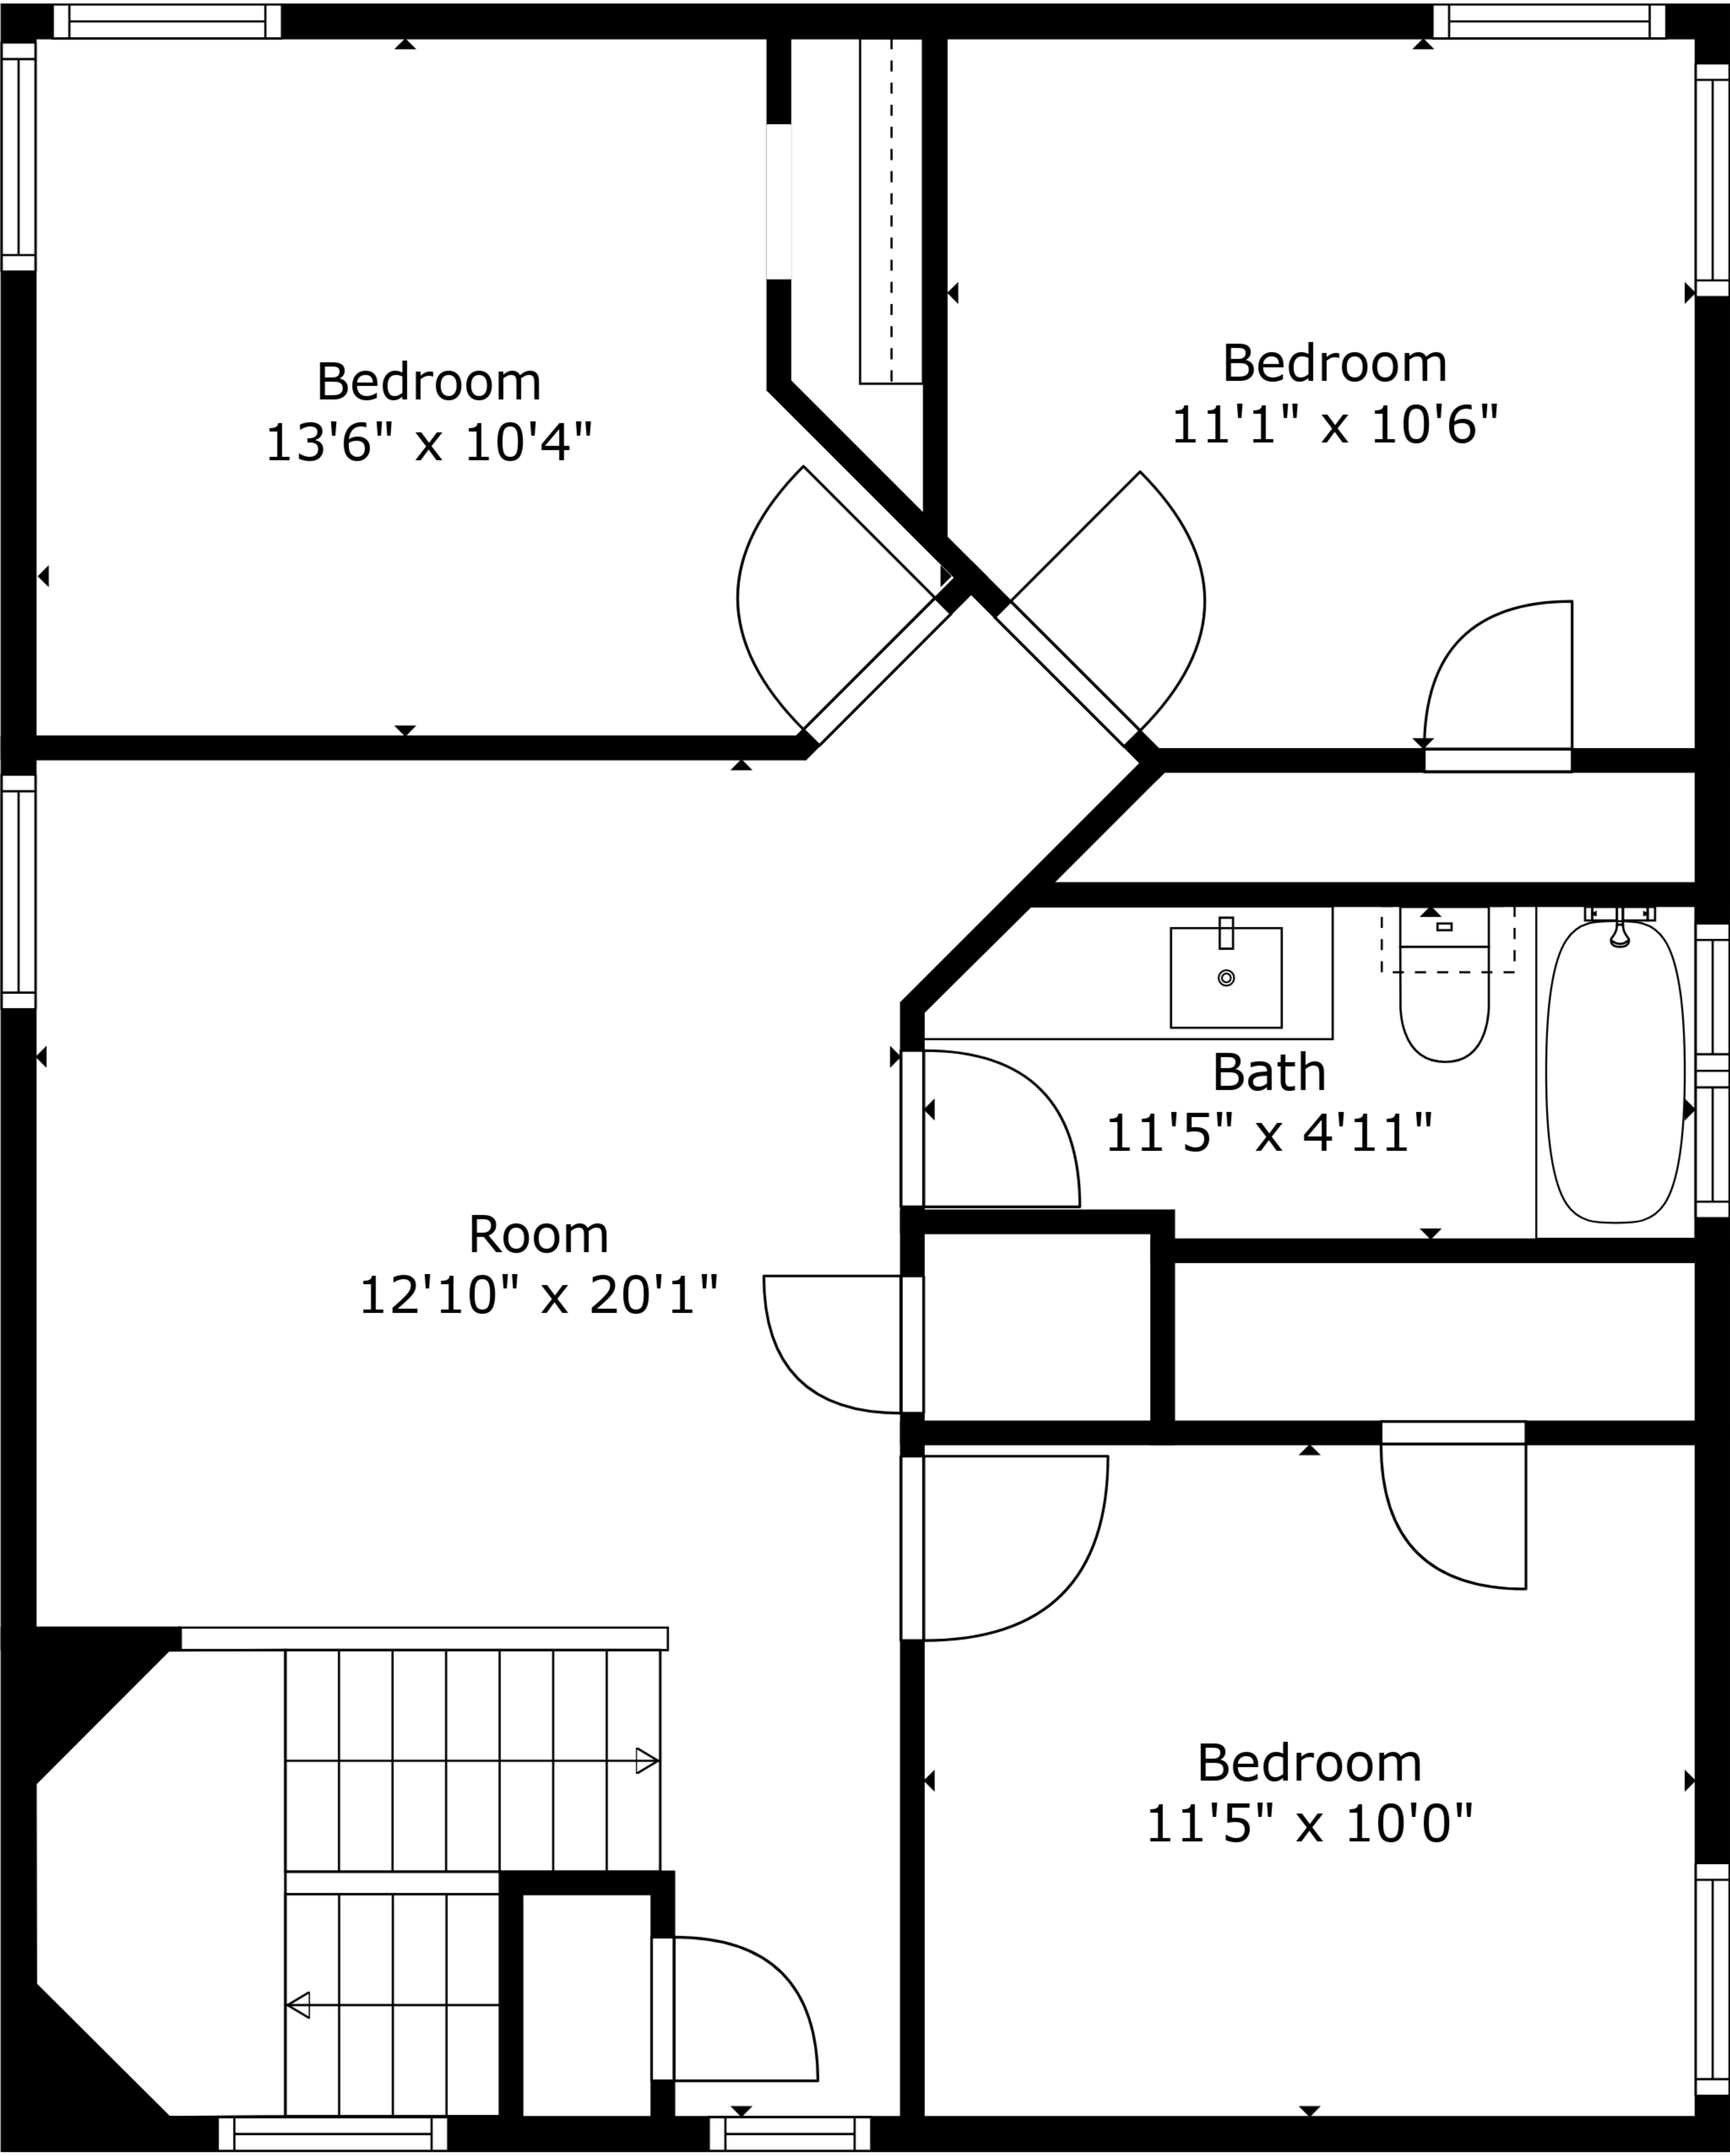 Bedroom
13'6" x 10'4"
Bedroom
11'1" x 10'6"
Bath
11'5" x 4'11"
Room
12'10" x 20'1"
Bedroom
11'5" x 10'0"